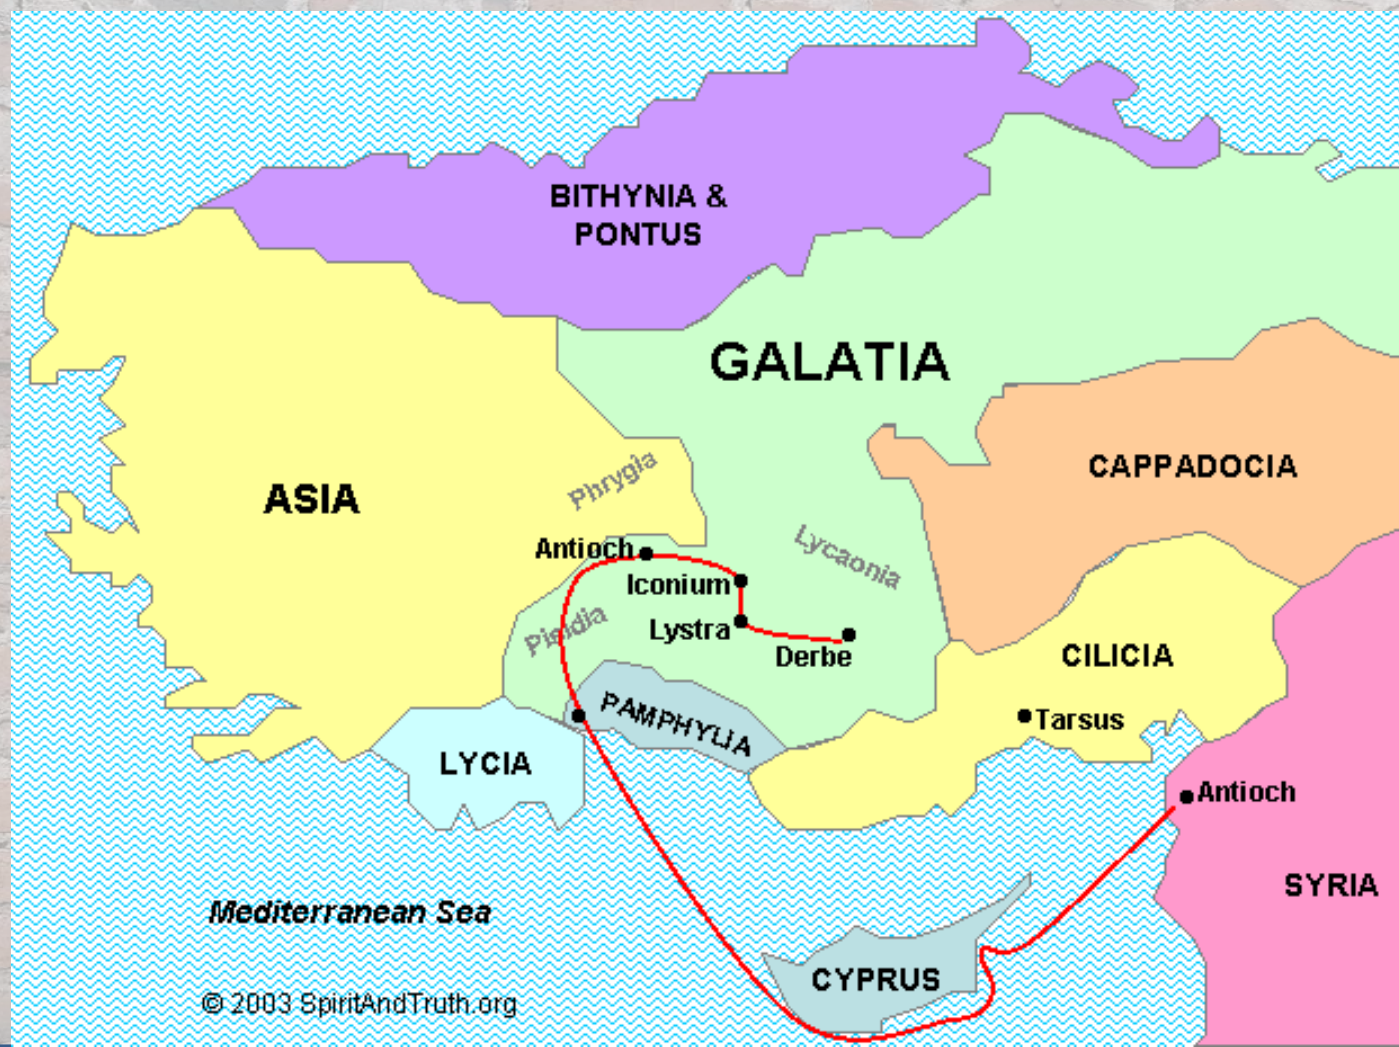 BITHYNIA &
PONTUS
GALATIA
CAPPADOCIA
ASIA
Phrygia
Lycaonia
Antioch
Iconium
Pisidia
Lystra
Derbe
CILICIA
PAMPHYLIA
Tarsus
LYCIA
Antioch
SYRIA
Mediterranean Sea
CYPRUS
© 2003 SpiritAndTruth.org